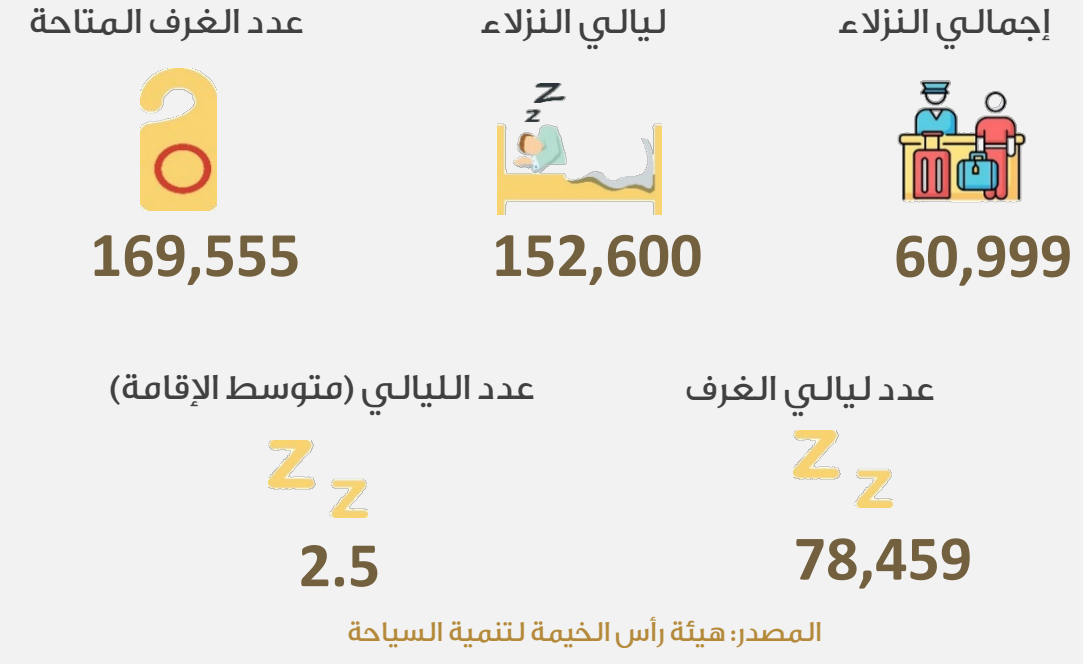 إجمالي النزلاء
ليالي النزلاء
عدد الغرف المتاحة
z
z
60,999
152,600
169,555
عدد ليالي الغرف
عدد الليالي (متوسط الإقامة)
z z
z z
78,459
2.5
المصدر: هيئة رأس الخيمة لتنمية السياحة